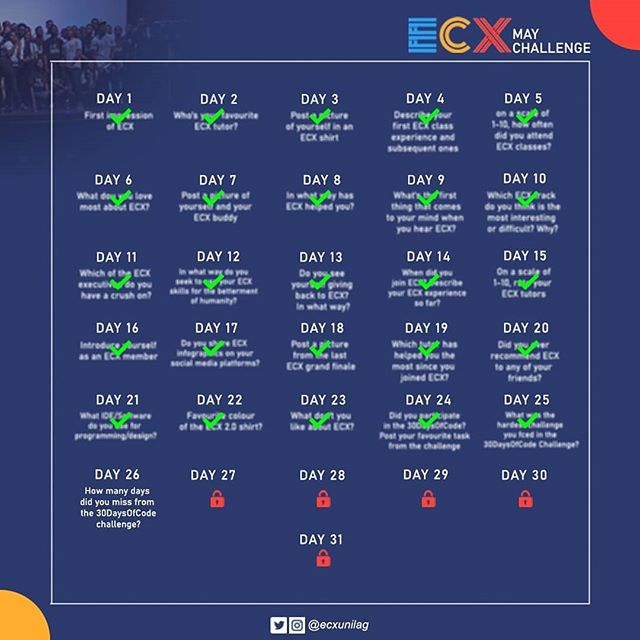 ECX MAY
CHALLENGE
DAY 1
First impression
of ECX
DAY 2
Who's your favourite
ECX tutor?
DAY 3
Post a picture
of yourself in an
ECX shirt
DAY 4
Describe your
first ECX class
experience and
subsequent ones
DAY 5
on a scale of
1-10, how often
did you attend
ECX classes?
DAY 6
What do you love
most about ECX?
DAY 7
Post a picture of
yourself and your
ECX buddy
DAY 8
In what way has
ECX helped you?
DAY 9
What's the first
thing that comes
to your mind when
you hear ECX?
DAY 10
Which ECX track
do you think is the
most interesting
or difficult? Why?
DAY 11
Which of the ECX
executives do you
have a crush on?
DAY 12
In what way do you
seek to use your ECX
skills for the betterment
of humanity?
DAY 13
Do you see
yourself giving
back to ECX?
In what way?
DAY 14
When did you
join ECX? Describe
your ECX experience
so far?
DAY 15
On a scale of
1-10, rate your
ECX tutors
DAY 16
Introduce yourself
as an ECX member
DAY 17
Do you share ECX
infographics on your
social media platforms?
DAY 18
Post a picture
from the last
ECX grand finale
DAY 19
Which tutor has
helped you the
most since you
joined ECX?
DAY 20
Did you ever
recommend ECX
to any of your
friends?
DAY 21
What IDE/Software
do you use for
programming/design?
DAY 22
Favourite colour
of the ECX 2.0 shirt?
DAY 23
What don't you
like about ECX?
DAY 24
Did you participate
in the 30DaysOfCode?
Post your favourite task
from the challenge
DAY 25
What was the
hardest challenge
you fced in the
30DaysOfCode Challenge?
DAY 26
How many days
did you miss from
the 30DaysOfCode
challenge?
DAY 27
DAY 28
DAY 29
DAY 30
DAY 31
@ecxunilag